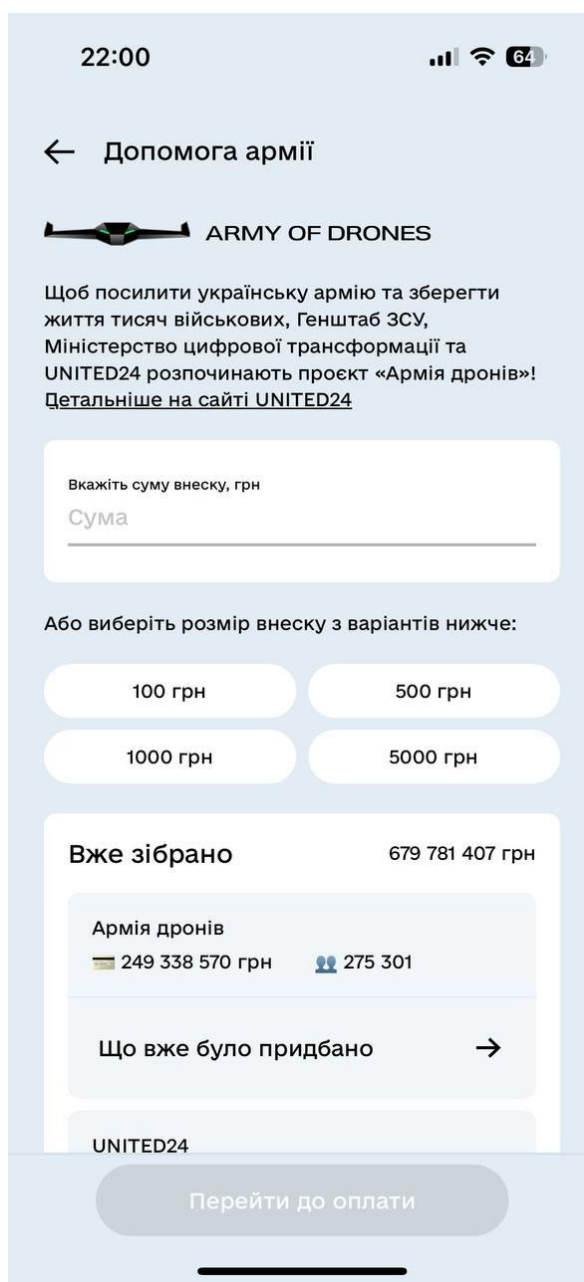 22:00
64
Допомога армії
ARMY OF DRONES
Щоб посилити українську армію та зберегти
життя тисяч військових, Генштаб ЗСУ,
Міністерство цифрової трансформації та
UNITED24 розпочинають проєкт «Армія дронів»!
Детальніше на сайті UNITED24
Вкажіть суму внеску, грн
Сума
Або виберіть розмір внеску з варіантів нижче:
100 грн 500 грн
1000 грн 5000 грн
Вже зібрано 679 781 407 грн
Армія дронів
249 338 570 грн 275 301
Що вже було придбано
UNITED24
Перейти до оплати